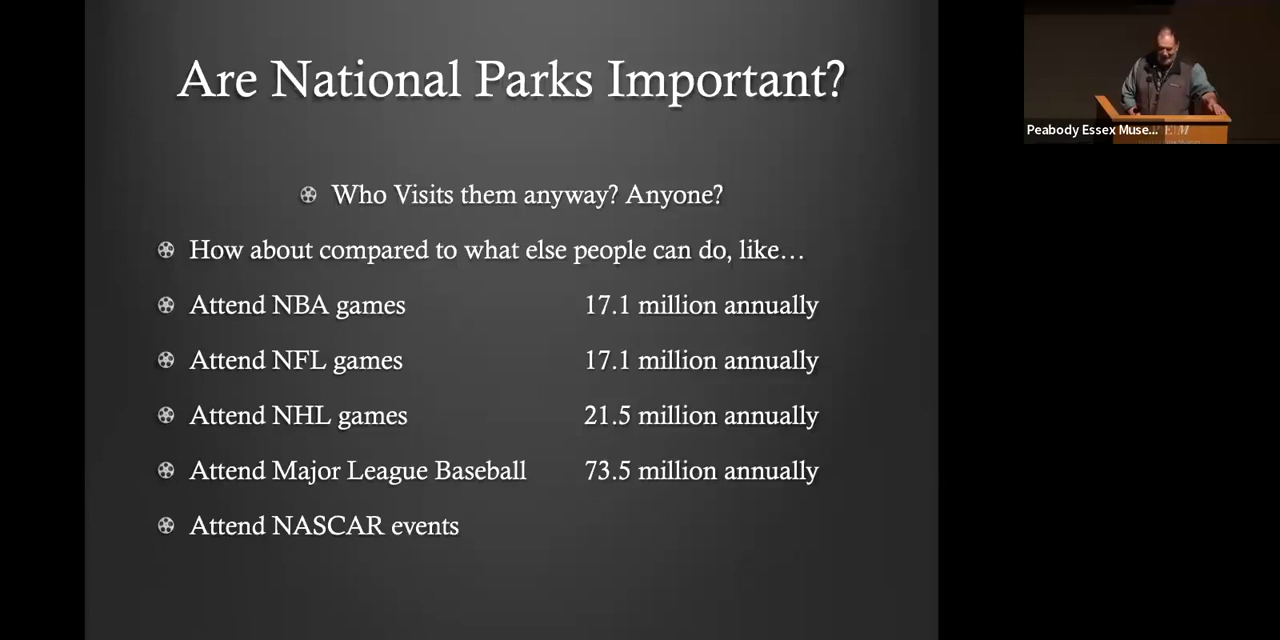 Are National Parks Important?
Who Visits them anyway? Anyone?
How about compared to what else people can do, like…
Attend NBA games 17.1 million annually
Attend NFL games 17.1 million annually
Attend NHL games 21.5 million annually
Attend Major League Baseball 73.5 million annually
Attend NASCAR events
Peabody Essex Muse...